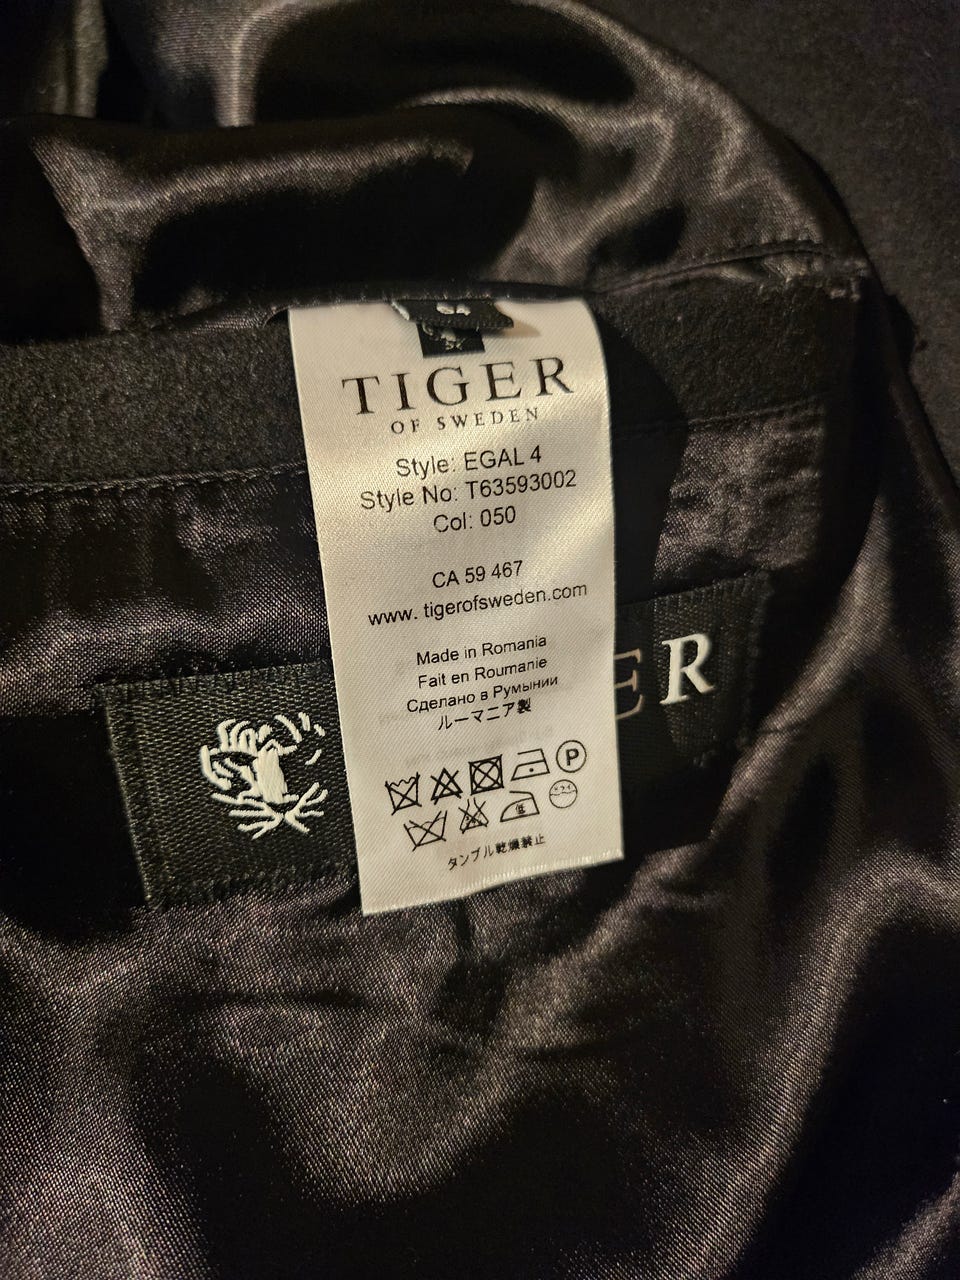 54
TIGER
OF SWEDEN
Style: EGAL 4
Style No: T63593002
Col: 050
CA 59 467
www. tigerofsweden.com
Made in Romania
Fait en Roumanie
Сделано в Румынии
ルーマニア製
P
タンブル乾燥禁止
ER